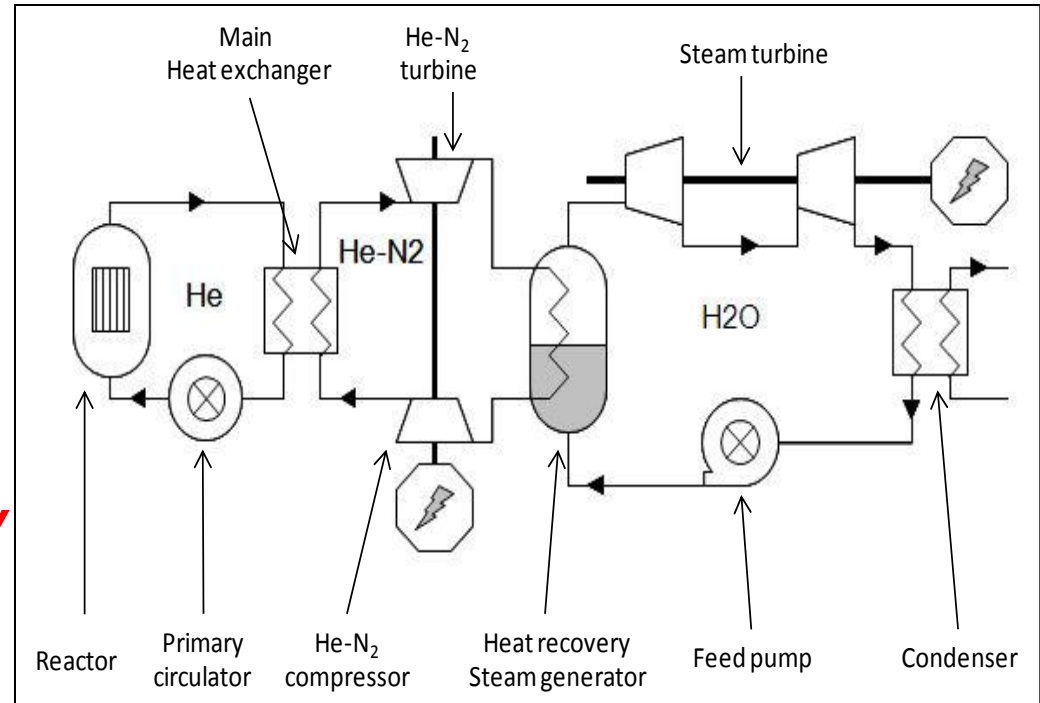 Main
Heat exchanger
He-N₂
turbine
Steam turbine
He
He-N2
H2O
Reactor
Primary
circulator
He-N₂
compressor
Heat recovery
Steam generator
Feed pump
Condenser